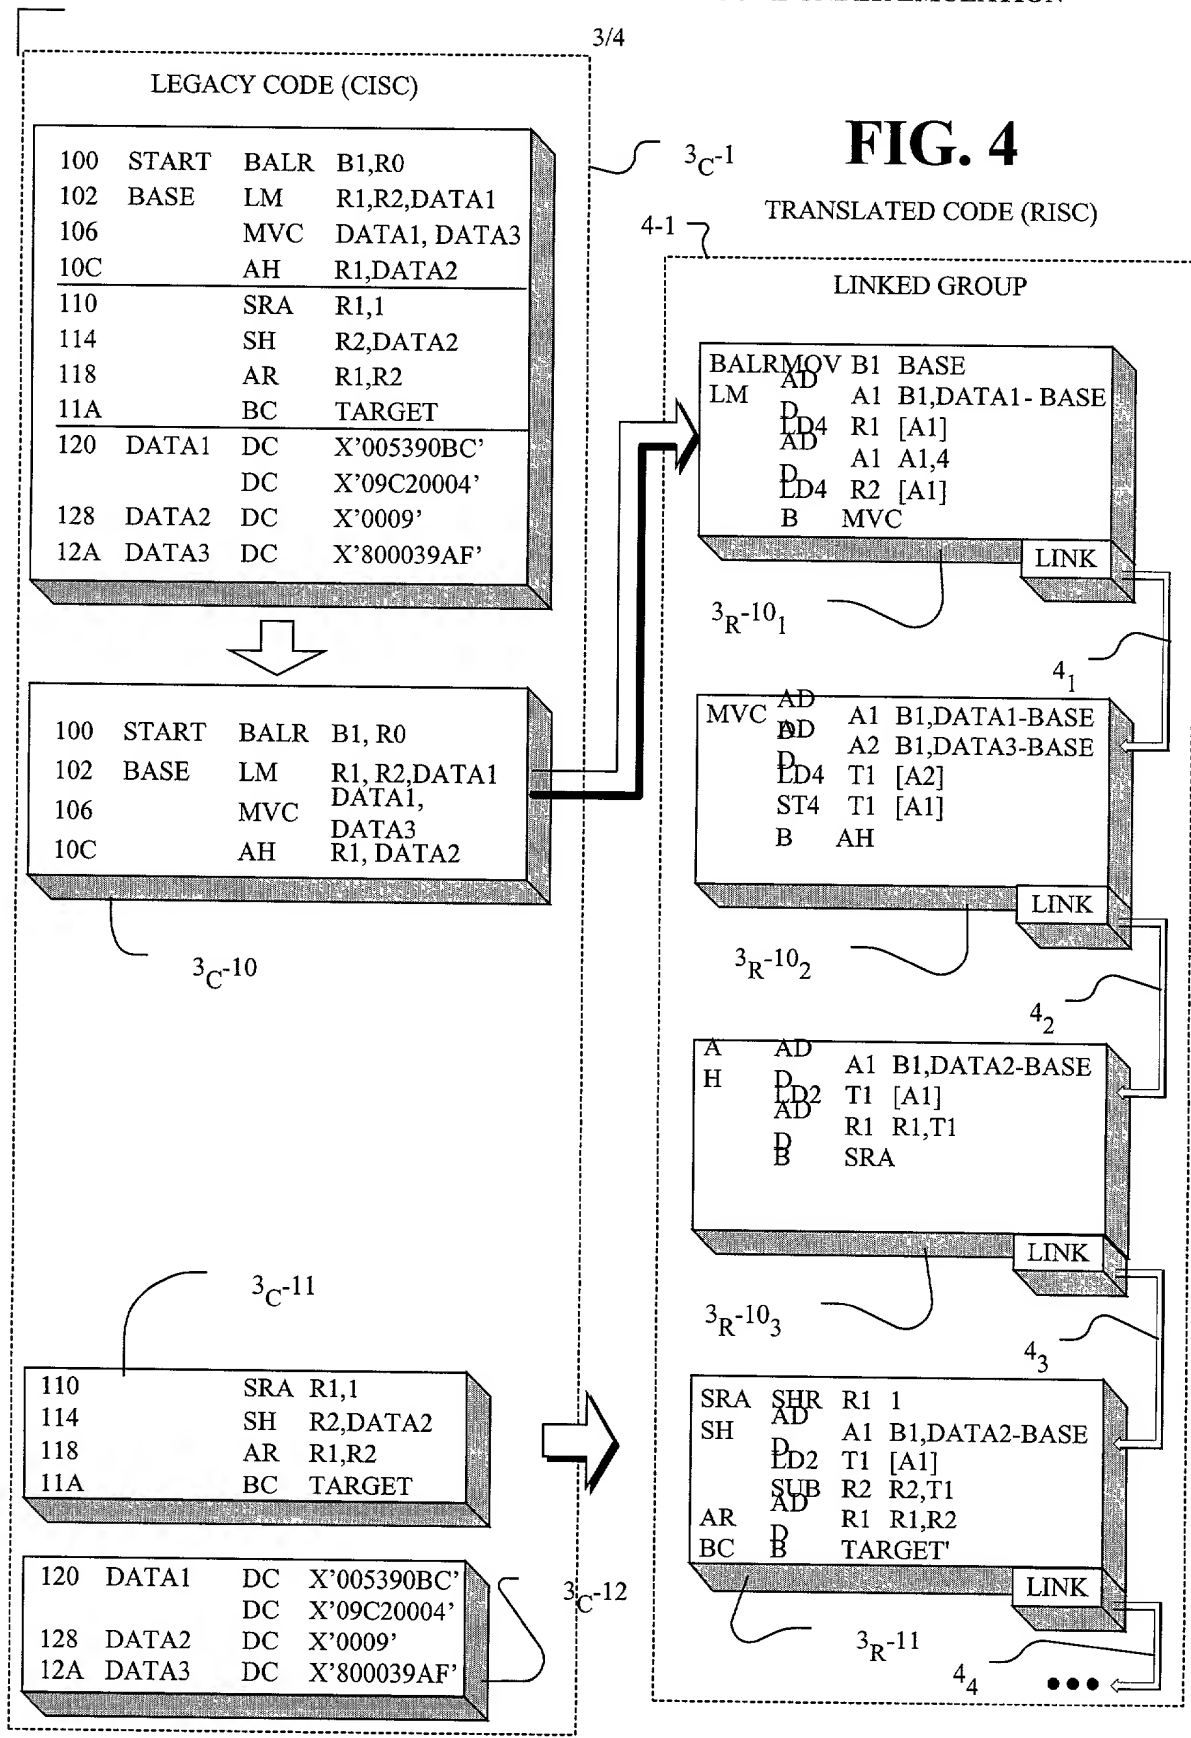 3/4
LEGACY CODE (CISC)
100 START BALR B1,R0
102 BASE LM R1,R2,DATA1
106 MVC DATA1, DATA3
10C AH R1,DATA2
110 SRA R1,1
114 SH R2,DATA2
118 AR R1,R2
11A BC TARGET
120 DATA1 DC X'005390BC'
DC X'09C20004'
128 DATA2 DC X'0009'
12A DATA3 DC X'800039AF'
3C-1
100 START BALR B1, R0
102 BASE LM R1, R2,DATA1
106 MVC DATA1,
DATA3
10C AH R1, DATA2
3C-10
3C-11
110 SRA R1,1
114 SH R2,DATA2
118 AR R1,R2
11A BC TARGET
120 DATA1 DC X'005390BC'
DC X'09C20004'
128 DATA2 DC X'0009'
12A DATA3 DC X'800039AF'
3C-12
FIG. 4
TRANSLATED CODE (RISC)
4-1
LINKED GROUP
BALR MOV B1 BASE
LM ADD A1 B1,DATA1- BASE
LD4 R1 [A1]
ADD A1 A1,4
LD4 R2 [A1]
B MVC
LINK
3R-101
41
MVC ADD A1 B1,DATA1-BASE
ADD A2 B1,DATA3-BASE
LD4 T1 [A2]
ST4 T1 [A1]
B AH
LINK
3R-102
42
AH ADD A1 B1,DATA2-BASE
LD2 T1 [A1]
ADD R1 R1,T1
B SRA
LINK
3R-103
43
SRA SHR R1 1
SH ADD A1 B1,DATA2-BASE
LD2 T1 [A1]
SUB R2 R2,T1
AR ADD R1 R1,R2
BC B TARGET'
LINK
3R-11
44